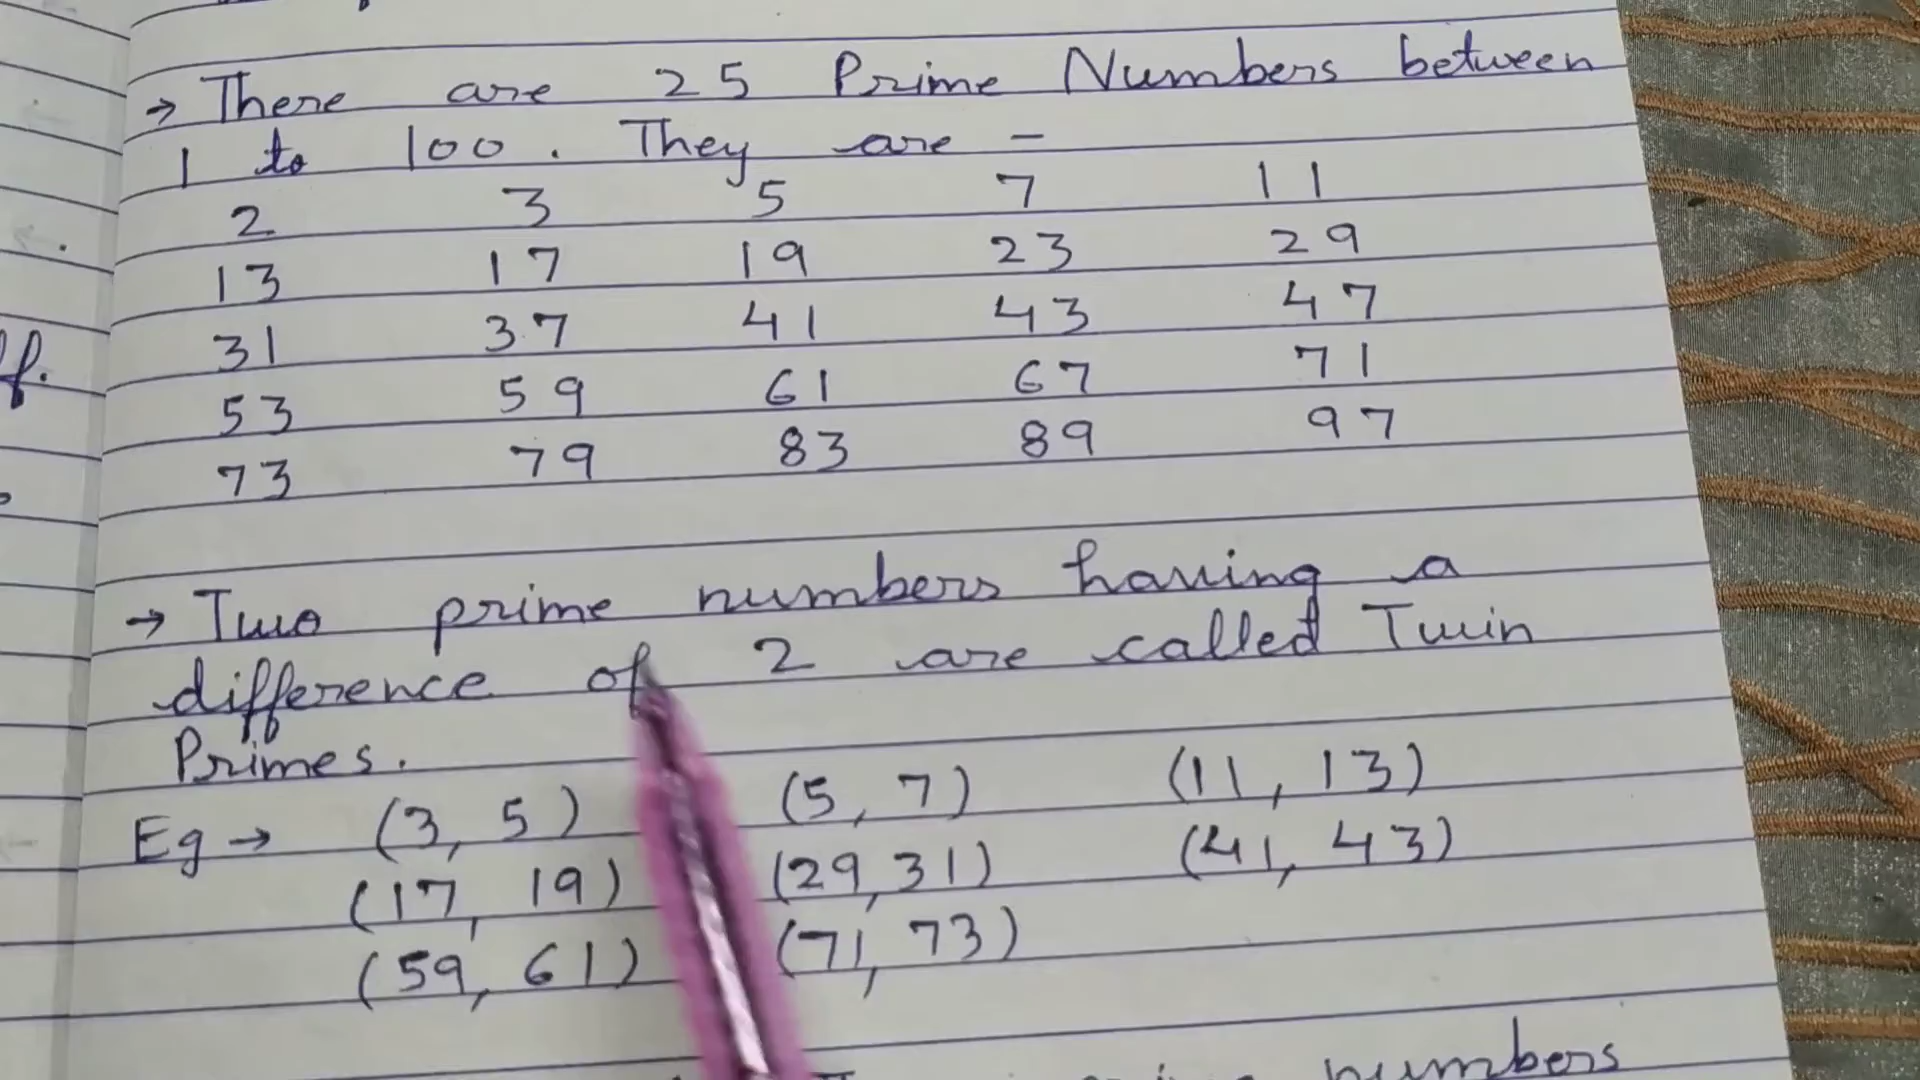 → There are 25 Prime Numbers between
1 to 100. They are -
2 3 5 7 11
13 17 19 23 29
31 37 41 43 47
53 59 61 67 71
73 79 83 89 97
→ Two prime numbers having a
difference of 2 are called Twin
Primes.
Eg → (3, 5) (5, 7) (11, 13)
(17, 19) (29, 31) (41, 43)
(59, 61) (71, 73)
numbers